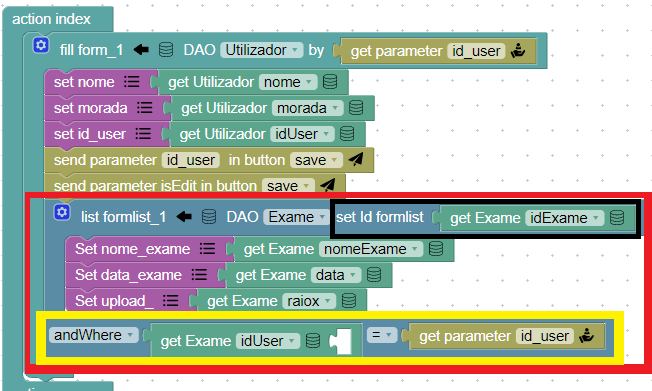 action index
fill form_1 DAO Utilizador by get parameter id_user
set nome get Utilizador nome
set morada get Utilizador morada
set id_user get Utilizador idUser
send parameter id_user in button save
send parameter isEdit in button save
list formlist_1 DAO Exame set Id formlist get Exame idExame
Set nome_exame get Exame nomeExame
Set data_exame get Exame data
Set upload_ get Exame raiox
andWhere get Exame idUser = get parameter id_user